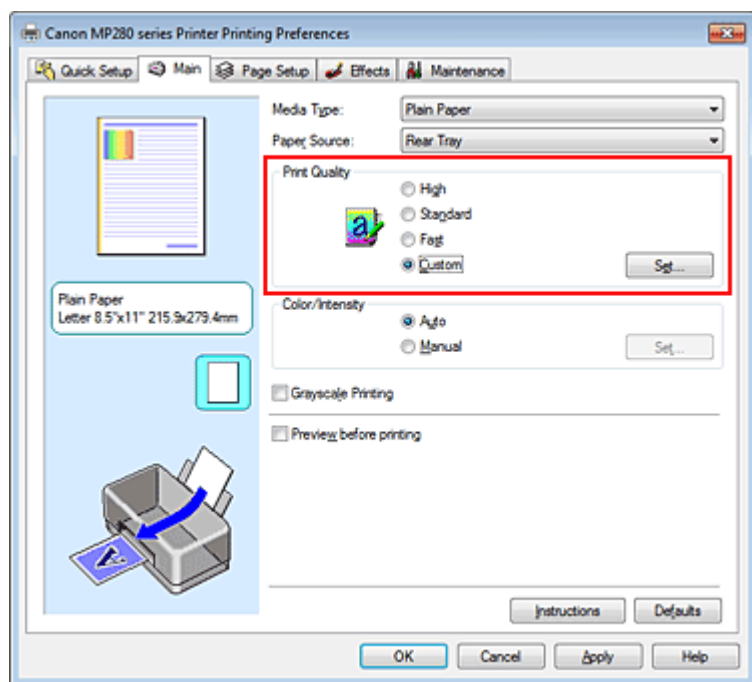 Canon MP280 series Printer Printing Preferences
Quick Setup Main Page Setup Effects Maintenance
Media Type: Plain Paper
Paper Source: Rear Tray
Print Quality
High
Standard
Fast
Custom Set...
Plain Paper
Letter 8.5"x11" 215.9x279.4mm
Color/Intensity
Auto
Manual Set...
Grayscale Printing
Preview before printing
Instructions Defaults
OK Cancel Apply Help